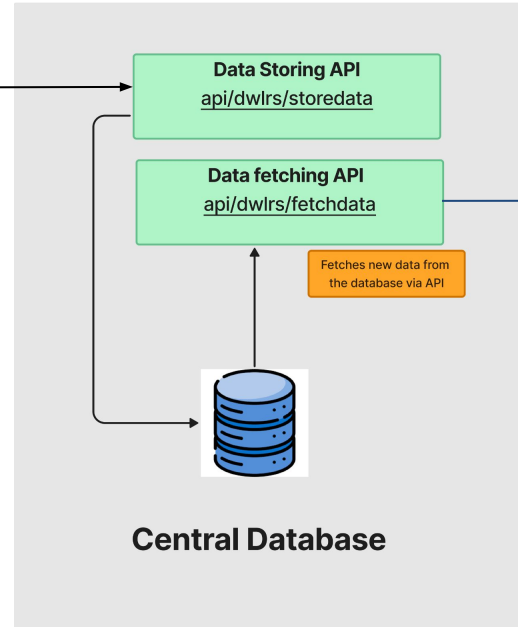 Data Storing API
api/dwlrs/storedata
Data fetching API
api/dwlrs/fetchdata
Fetches new data from
the database via API
Central Database